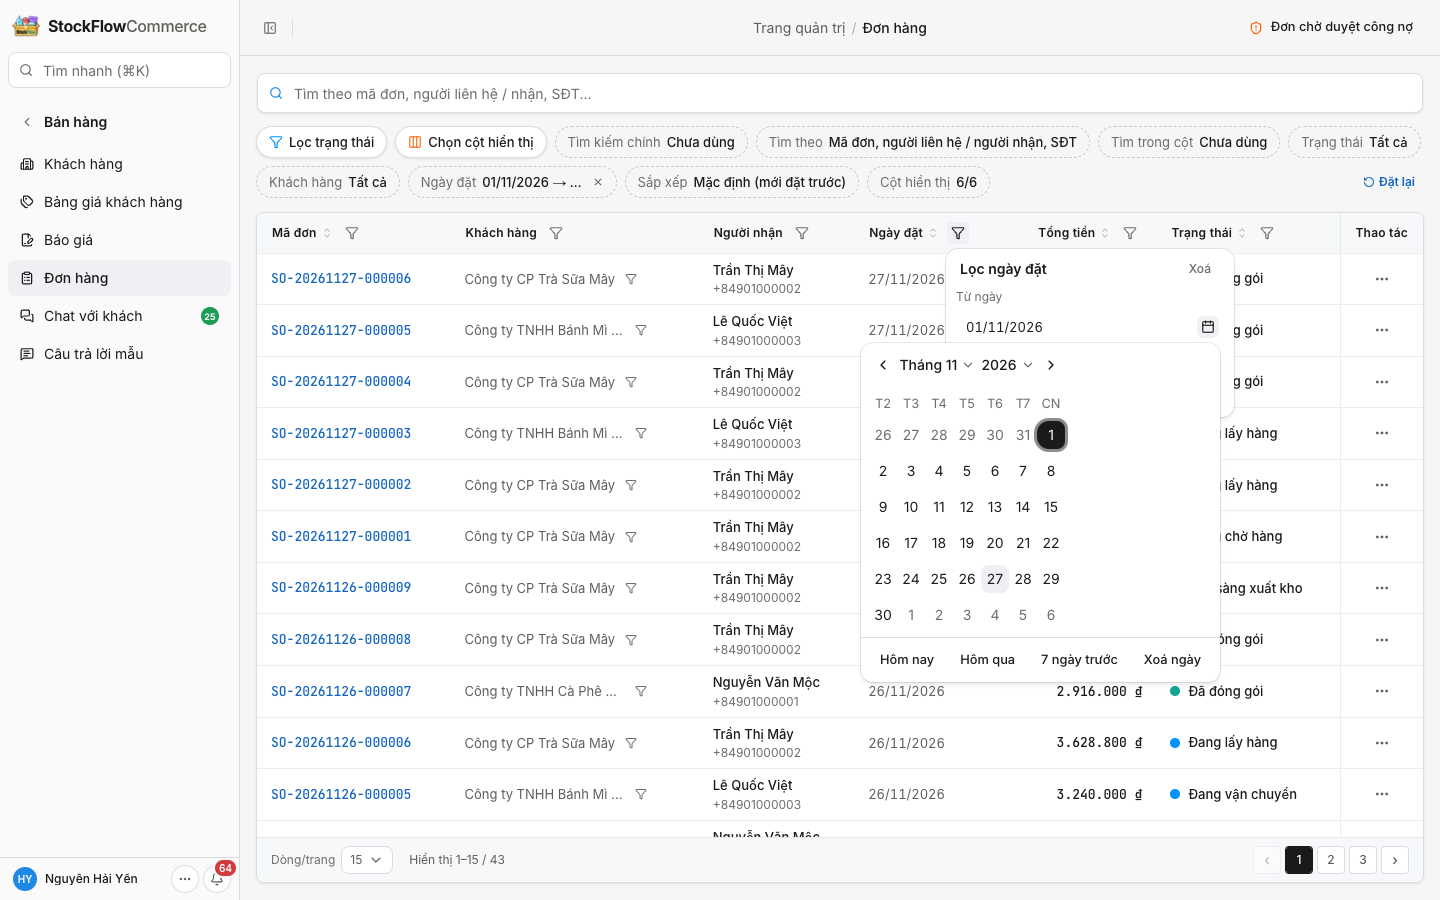 StockFlowCommerce
Tìm nhanh (⌘K)
Bán hàng
Khách hàng
Bảng giá khách hàng
Báo giá
Đơn hàng
Chat với khách
25
Câu trả lời mẫu
HY
Nguyễn Hải Yến
64
Trang quản trị / Đơn hàng
Đơn chờ duyệt công nợ
Tìm theo mã đơn, người liên hệ / nhận, SĐT...
Lọc trạng thái
Chọn cột hiển thị
Tìm kiếm chính Chưa dùng
Tìm theo Mã đơn, người liên hệ / người nhận, SĐT
Tìm trong cột Chưa dùng
Trạng thái Tất cả
Khách hàng Tất cả
Ngày đặt 01/11/2026 → ...
Sắp xếp Mặc định (mới đặt trước)
Cột hiển thị 6/6
Đặt lại
Mã đơn Khách hàng Người nhận Ngày đặt Tổng tiền Trạng thái Thao tác
SO-20261127-000006 Công ty CP Trà Sữa Mây Trần Thị Mây +84901000002 27/11/2026 g gói
SO-20261127-000005 Công ty TNHH Bánh Mì ... Lê Quốc Việt +84901000003 27/11/2026 g gói
SO-20261127-000004 Công ty CP Trà Sữa Mây Trần Thị Mây +84901000002 g gói
SO-20261127-000003 Công ty TNHH Bánh Mì ... Lê Quốc Việt +84901000003 lấy hàng
SO-20261127-000002 Công ty CP Trà Sữa Mây Trần Thị Mây +84901000002 lấy hàng
SO-20261127-000001 Công ty CP Trà Sữa Mây Trần Thị Mây +84901000002 chờ hàng
SO-20261126-000009 Công ty CP Trà Sữa Mây Trần Thị Mây +84901000002 sàng xuất kho
SO-20261126-000008 Công ty CP Trà Sữa Mây Trần Thị Mây +84901000002 óng gói
SO-20261126-000007 Công ty TNHH Cà Phê ... Nguyễn Văn Mộc +84901000001 26/11/2026 2.916.000 ₫ Đã đóng gói
SO-20261126-000006 Công ty CP Trà Sữa Mây Trần Thị Mây +84901000002 26/11/2026 3.628.800 ₫ Đang lấy hàng
SO-20261126-000005 Công ty TNHH Bánh Mì ... Lê Quốc Việt +84901000003 26/11/2026 3.240.000 ₫ Đang vận chuyển
Nguyễn Văn Mộc
Lọc ngày đặt
Xoá
Từ ngày
01/11/2026
Tháng 11 2026
T2 T3 T4 T5 T6 T7 CN
26 27 28 29 30 31 1
2 3 4 5 6 7 8
9 10 11 12 13 14 15
16 17 18 19 20 21 22
23 24 25 26 27 28 29
30 1 2 3 4 5 6
Hôm nay
Hôm qua
7 ngày trước
Xoá ngày
Dòng/trang 15
Hiển thị 1–15 / 43
‹ 1 2 3 ›